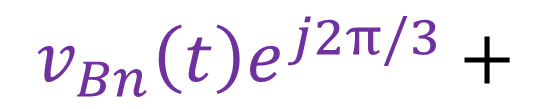 v_{Bn}(t)e^{j2π/3} +